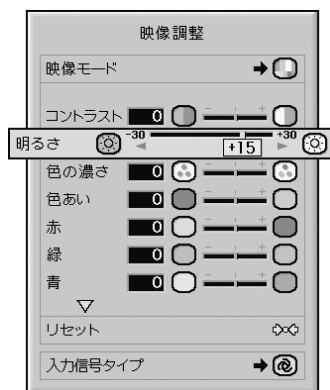 映像調整
映像モード
コントラスト 0 − +
明るさ -30 +15 +30
色の濃さ 0 − +
色あい 0 − +
赤 0 − +
緑 0 − +
青 0 − +
リセット
入力信号タイプ